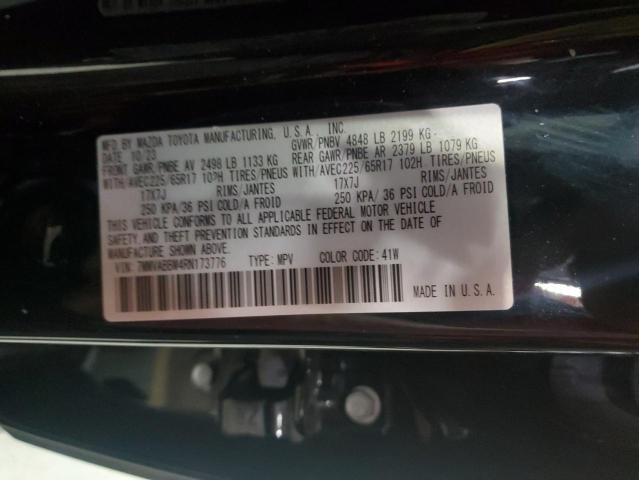 MFD. BY MAZDA TOYOTA MANUFACTURING, U.S.A., INC.
DATE 10/23 GVWR/PNBV 4848 LB 2199 KG
FRONT GAWR/PNBE AV 2498 LB 1133 KG REAR GAWR/PNBE AR 2379 LB 1079 KG
WITH/AVEC225/65R17 102H TIRES/PNEUS WITH/AVEC225/65R17 102H TIRES/PNEUS
17X7J RIMS/JANTES 17X7J RIMS/JANTES
250 KPA/36 PSI COLD/A FROID 250 KPA/36 PSI COLD/A FROID
THIS VEHICLE CONFORMS TO ALL APPLICABLE FEDERAL MOTOR VEHICLE
SAFETY AND THEFT PREVENTION STANDARDS IN EFFECT ON THE DATE OF
MANUFACTURE SHOWN ABOVE.
VIN: 7MMVABBM4RN173776 TYPE: MPV COLOR CODE: 41W
MADE IN U.S.A.